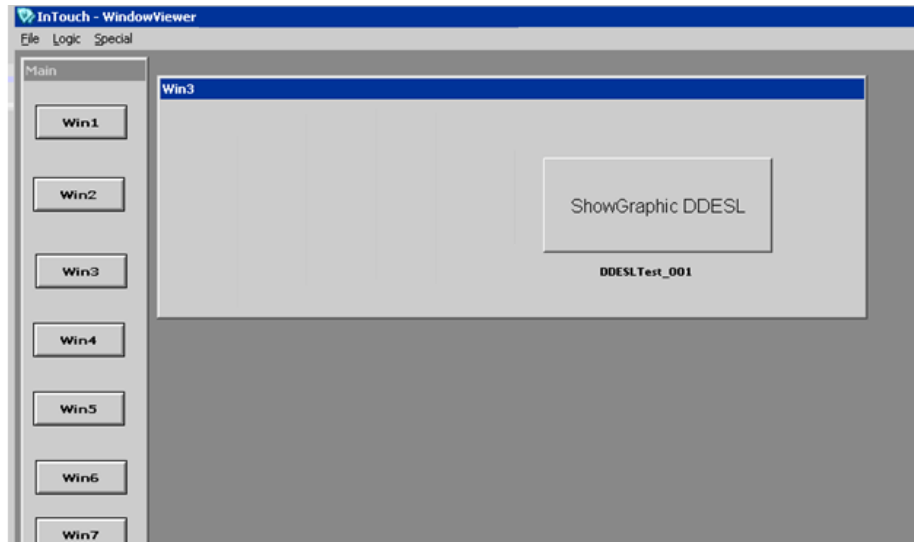 InTouch - WindowViewer
File Logic Special
Main
Win1
Win2
Win3
Win4
Win5
Win6
Win7
Win3
ShowGraphic DDESL
DDESLTest_001